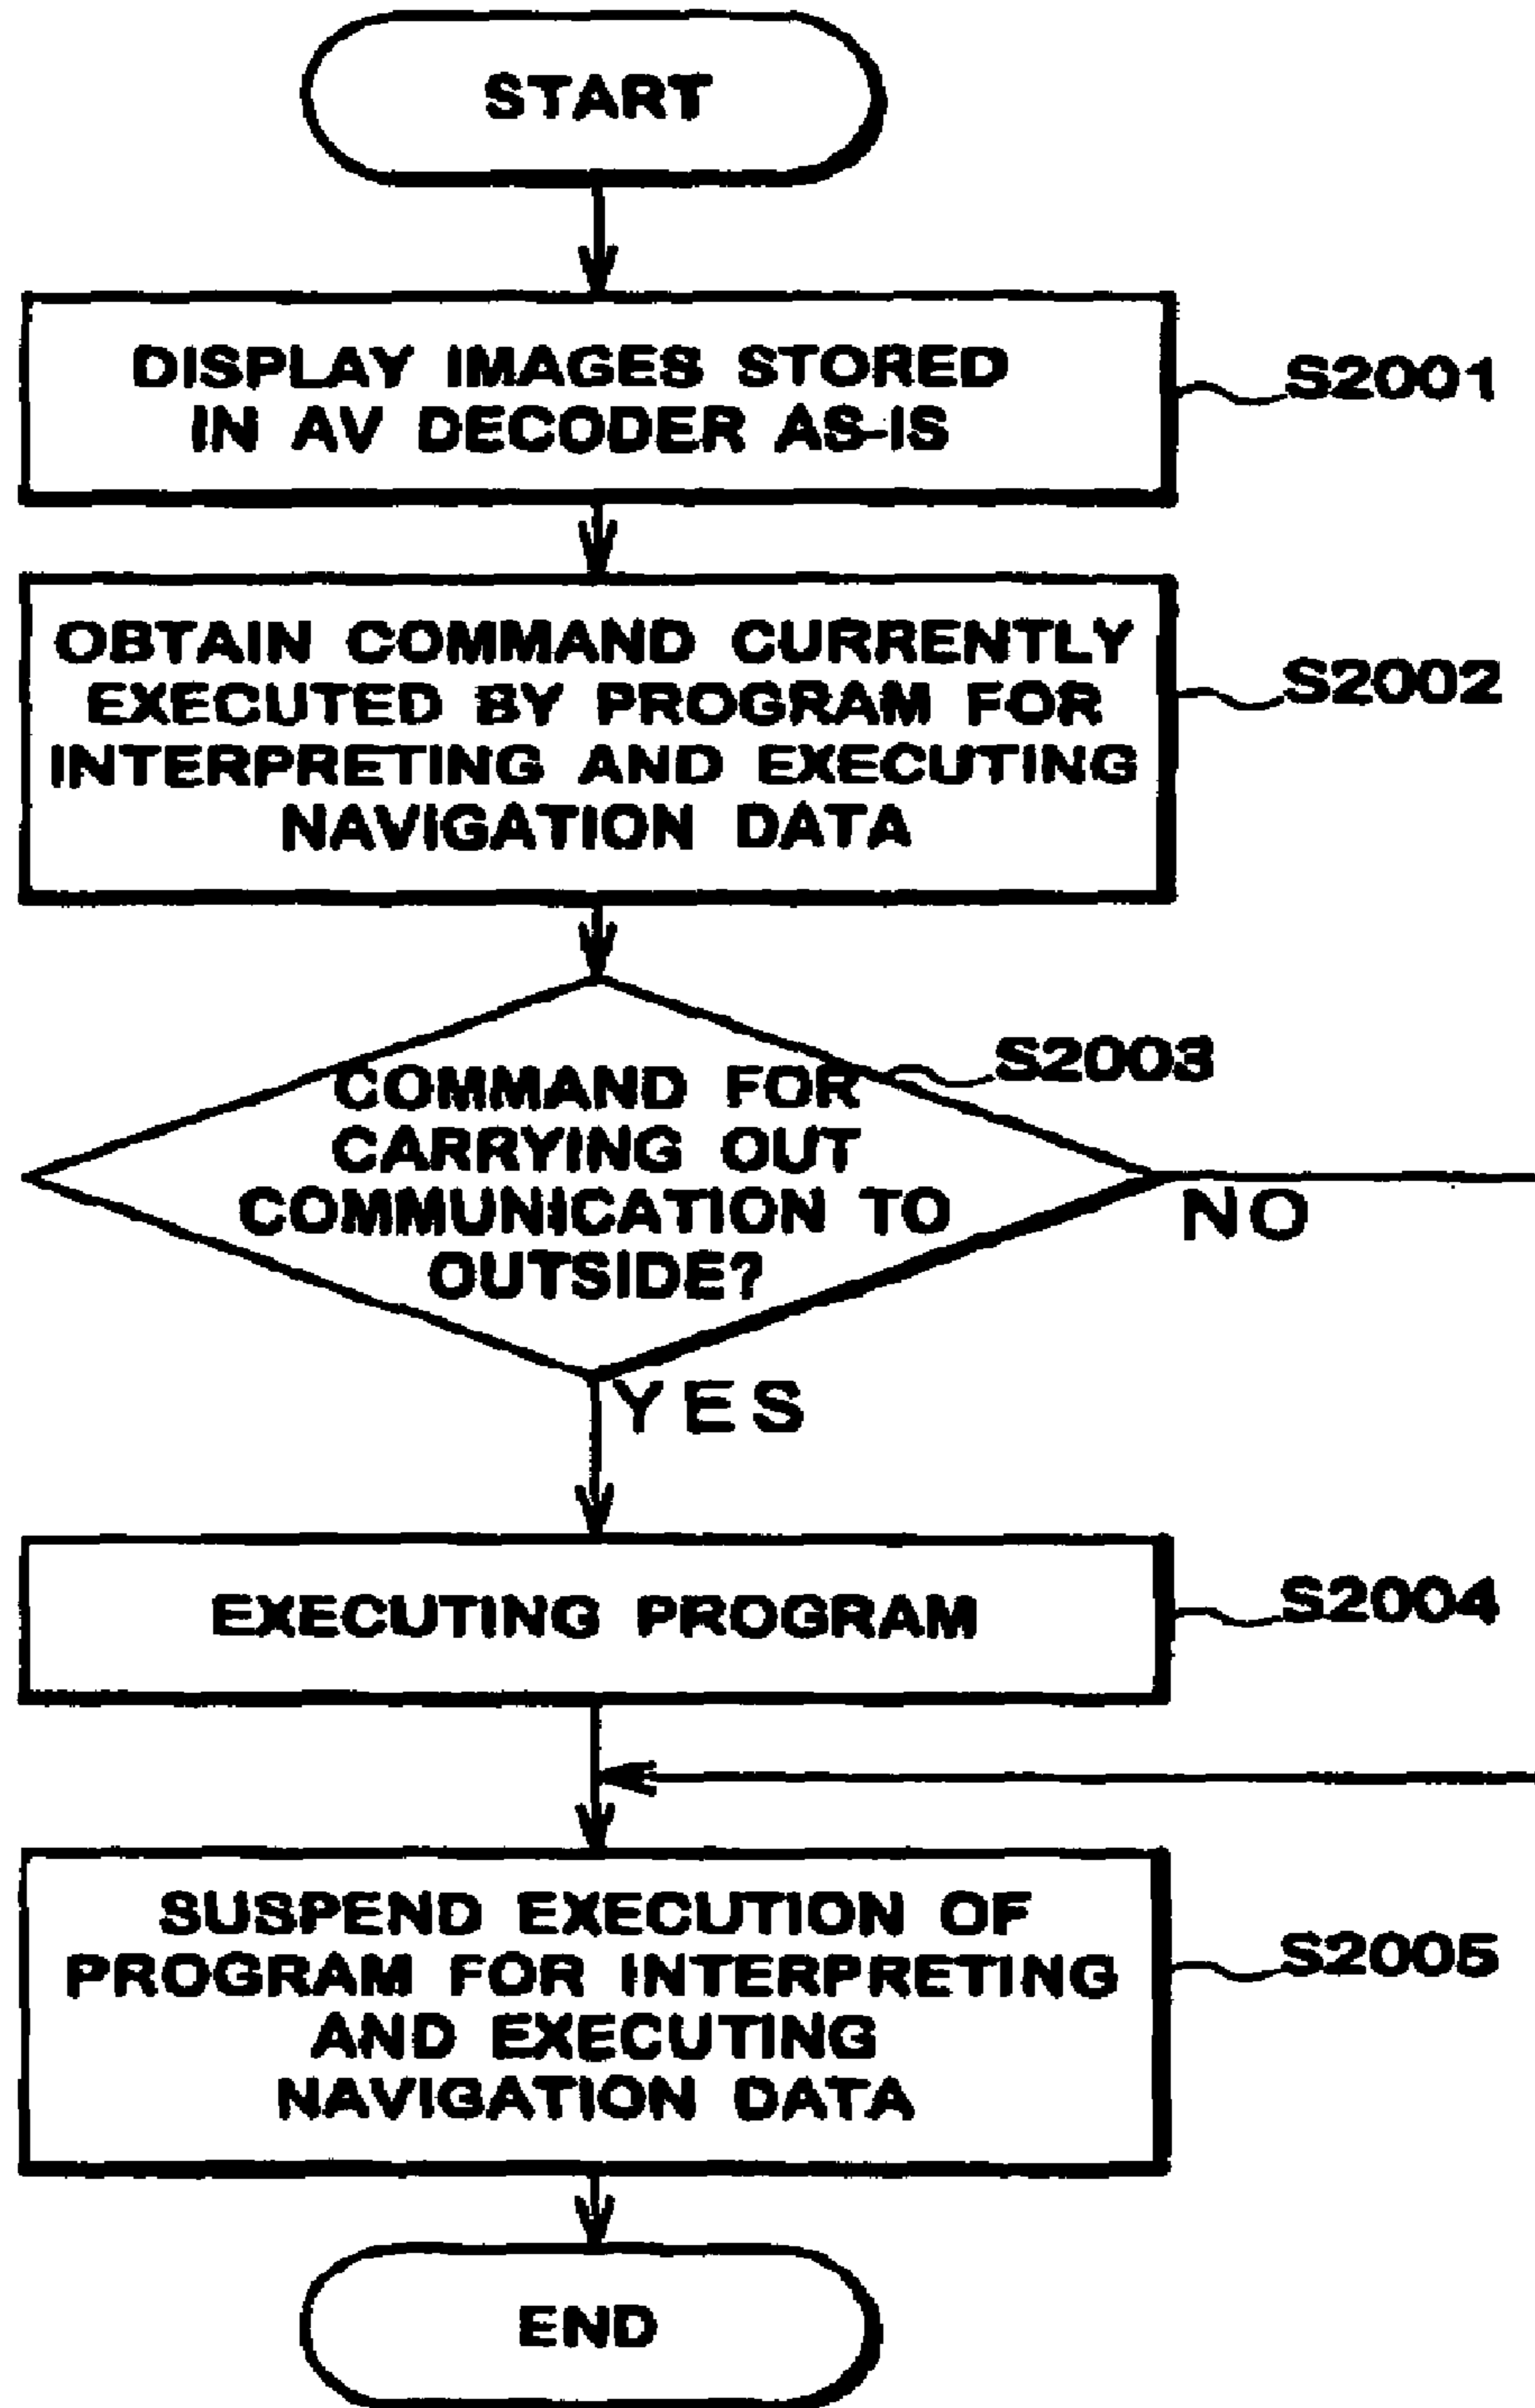 START
DISPLAY IMAGES STORED
IN AV DECODER AS-IS
S2001
OBTAIN COMMAND CURRENTLY
EXECUTED BY PROGRAM FOR
INTERPRETING AND EXECUTING
NAVIGATION DATA
S2002
S2003
COMMAND FOR
CARRYING OUT
COMMUNICATION TO
OUTSIDE?
NO
YES
EXECUTING PROGRAM
S2004
SUSPEND EXECUTION OF
PROGRAM FOR INTERPRETING
AND EXECUTING
NAVIGATION DATA
S2005
END